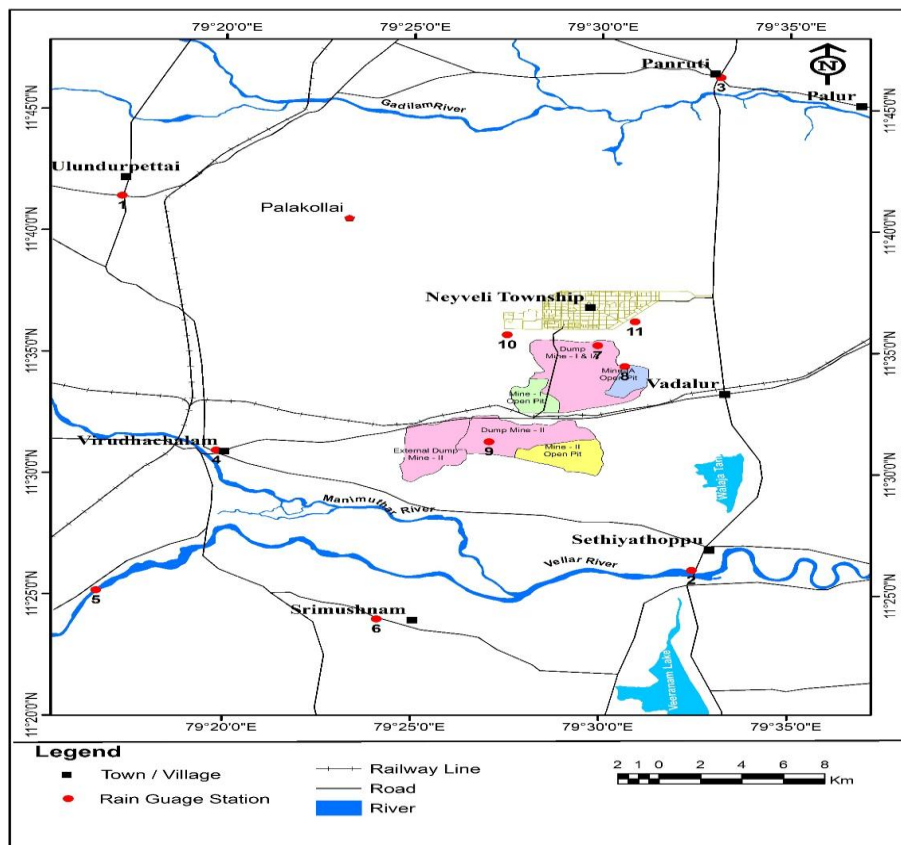 79°20'0"E
79°30'0"E
79°35'0"E
Panruti
N
3
Palur
Gadilam River
11°45'0"N
11°45'0"N
Ulundurpettai
1
Palakollai
11°40'0"N
11°40'0"N
Neyveli Township
11
10
11°35'0"N
11°35'0"N
Dump
Mine - I & IA
7
Mine-A
Open Pit
8
Vadalur
Mine - I
Open Pit
Virudhachalam
4
Dump Mine - II
9
External Dump
Mine - II
Mine - II
Open Pit
11°30'0"N
11°30'0"N
Walaja Tank
Manimuthar River
Sethiyathoppu
Vellar River
2
5
11°25'0"N
11°25'0"N
Srimushnam
6
Veeranam Lake
11°20'0"N
11°20'0"N
79°20'0"E
79°25'0"E
79°30'0"E
79°35'0"E
Legend
Town / Village
Rain Guage Station
Railway Line
Road
River
2 1 0 2 4 6 8
Km